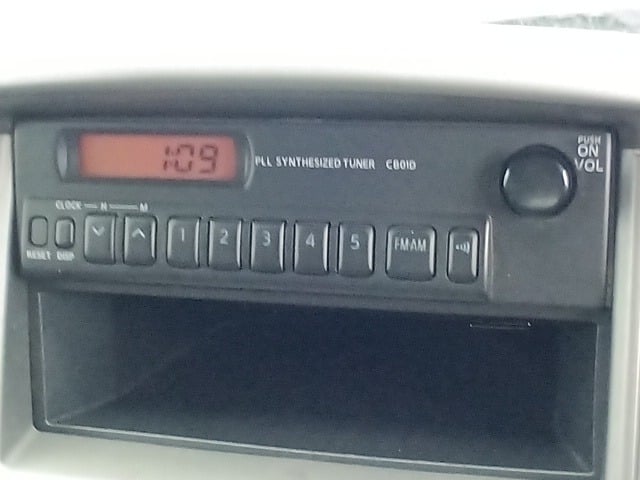 1:09
PLL SYNTHESIZED TUNER CB01D
PUSH
ON
VOL
CLOCK H M
RESET DISP
1 2 3 4 5 FM·AM